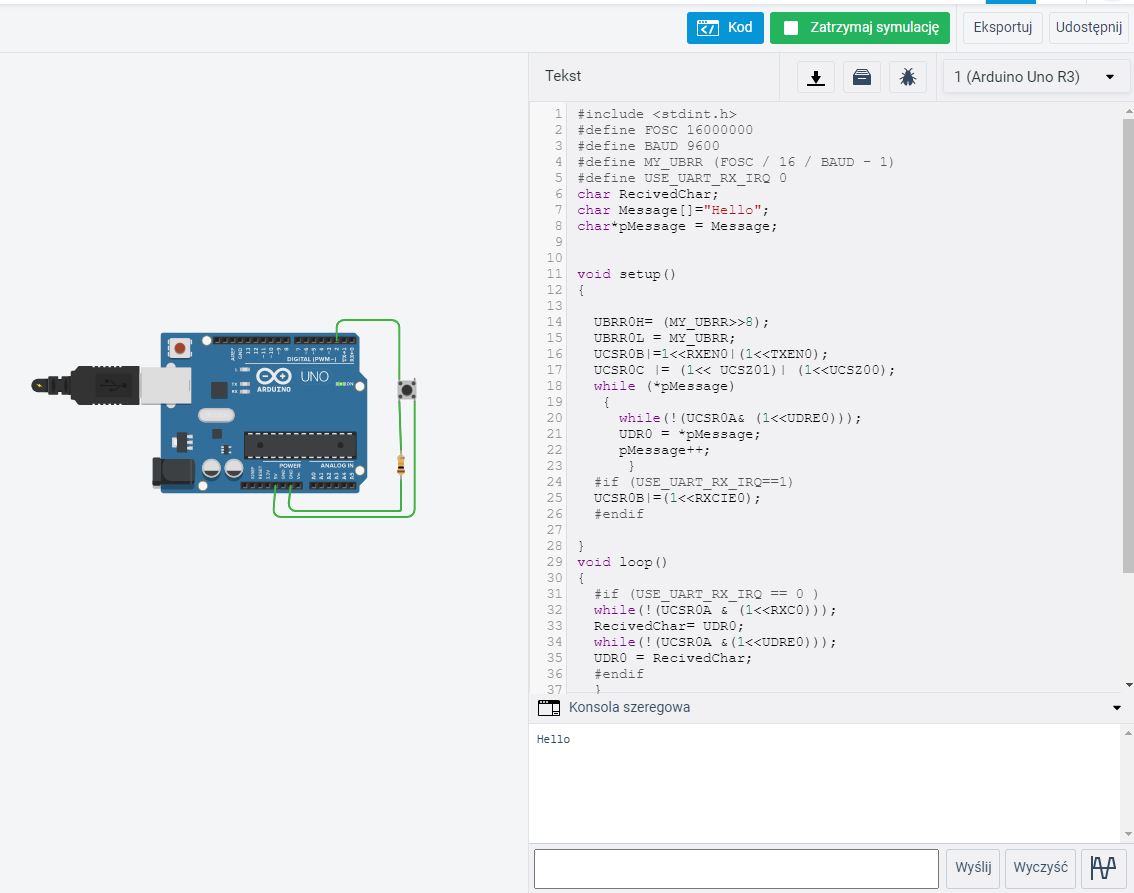 Kod
Zatrzymaj symulację
Eksportuj
Udostępnij
Tekst
1 (Arduino Uno R3)
1 #include <stdint.h>
2 #define FOSC 16000000
3 #define BAUD 9600
4 #define MY_UBRR (FOSC / 16 / BAUD - 1)
5 #define USE_UART_RX_IRQ 0
6 char RecivedChar;
7 char Message[]="Hello";
8 char*pMessage = Message;
9
10
11 void setup()
12 {
13
14 UBRR0H= (MY_UBRR>>8);
15 UBRR0L = MY_UBRR;
16 UCSR0B|=1<<RXEN0|(1<<TXEN0);
17 UCSR0C |= (1<< UCSZ01)| (1<<UCSZ00);
18 while (*pMessage)
19 {
20 while(!(UCSR0A& (1<<UDRE0)));
21 UDR0 = *pMessage;
22 pMessage++;
23 }
24 #if (USE_UART_RX_IRQ==1)
25 UCSR0B|=(1<<RXCIE0);
26 #endif
27
28 }
29 void loop()
30 {
31 #if (USE_UART_RX_IRQ == 0 )
32 while(!(UCSR0A & (1<<RXC0)));
33 RecivedChar= UDR0;
34 while(!(UCSR0A &(1<<UDRE0)));
35 UDR0 = RecivedChar;
36 #endif
37 }
DIGITAL (PWM~)
UNO
ARDUINO
TX
RX
L
ON
POWER
ANALOG IN
Konsola szeregowa
Hello
Wyślij
Wyczyść